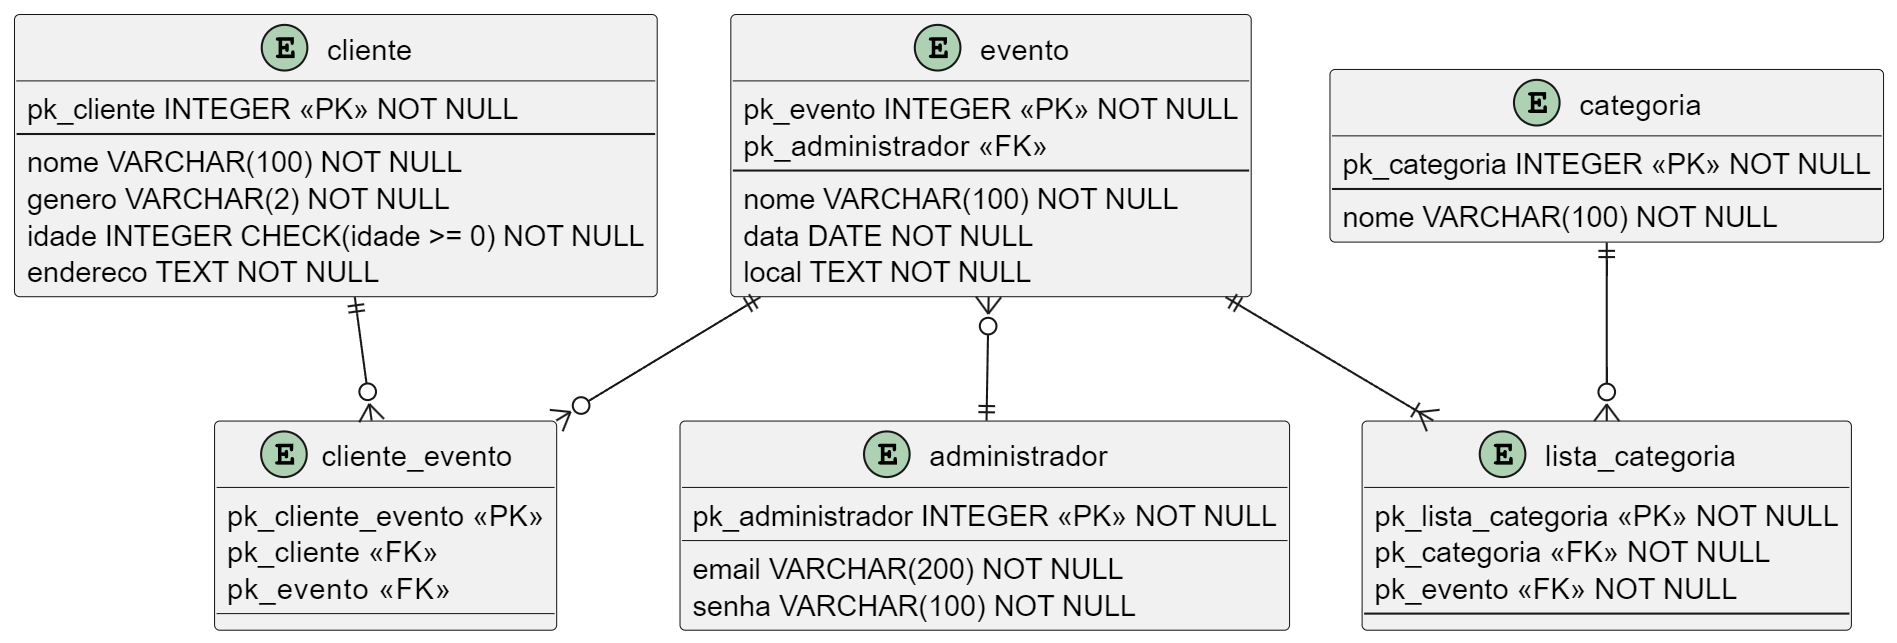 E cliente
pk_cliente INTEGER «PK» NOT NULL
nome VARCHAR(100) NOT NULL
genero VARCHAR(2) NOT NULL
idade INTEGER CHECK(idade >= 0) NOT NULL
endereco TEXT NOT NULL
E evento
pk_evento INTEGER «PK» NOT NULL
pk_administrador «FK»
nome VARCHAR(100) NOT NULL
data DATE NOT NULL
local TEXT NOT NULL
E categoria
pk_categoria INTEGER «PK» NOT NULL
nome VARCHAR(100) NOT NULL
E cliente_evento
pk_cliente_evento «PK»
pk_cliente «FK»
pk_evento «FK»
E administrador
pk_administrador INTEGER «PK» NOT NULL
email VARCHAR(200) NOT NULL
senha VARCHAR(100) NOT NULL
E lista_categoria
pk_lista_categoria «PK» NOT NULL
pk_categoria «FK» NOT NULL
pk_evento «FK» NOT NULL